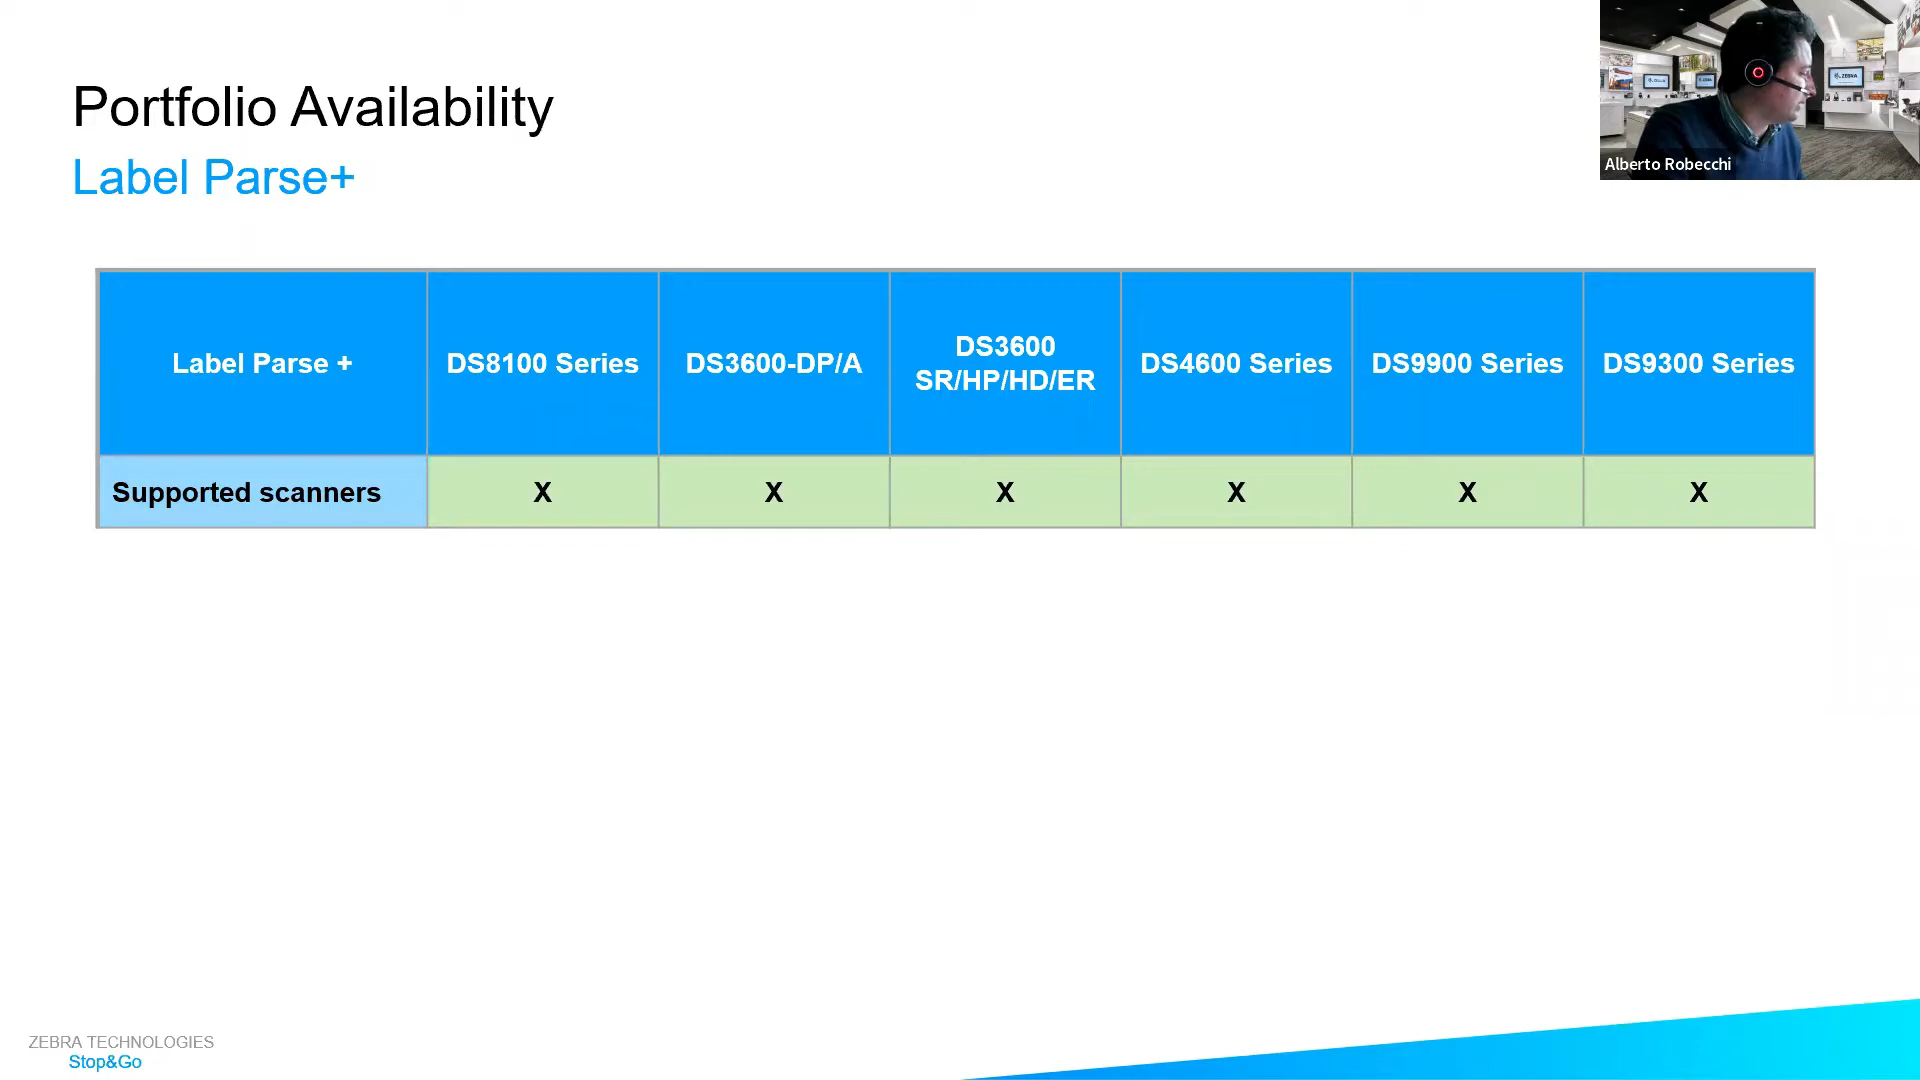 Portfolio Availability
Label Parse+
Alberto Robecchi
Label Parse +
DS8100 Series
DS3600-DP/A
DS3600
SR/HP/HD/ER
DS4600 Series
DS9900 Series
DS9300 Series
Supported scanners
X
X
X
X
X
X
ZEBRA TECHNOLOGIES
Stop&Go
ZEBRA